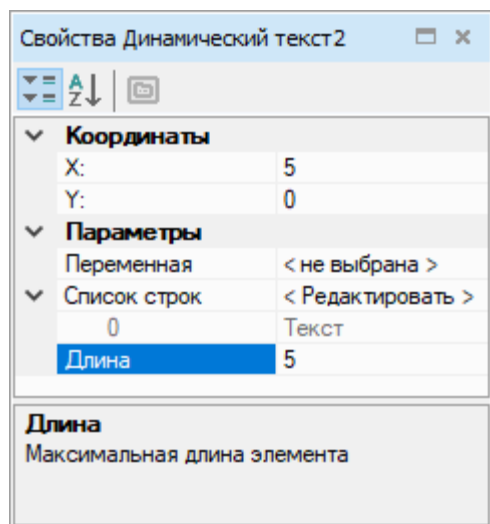 Свойства Динамический текст2
Координаты
X: 5
Y: 0
Параметры
Переменная < не выбрана >
Список строк < Редактировать >
0 Текст
Длина 5
Длина
Максимальная длина элемента